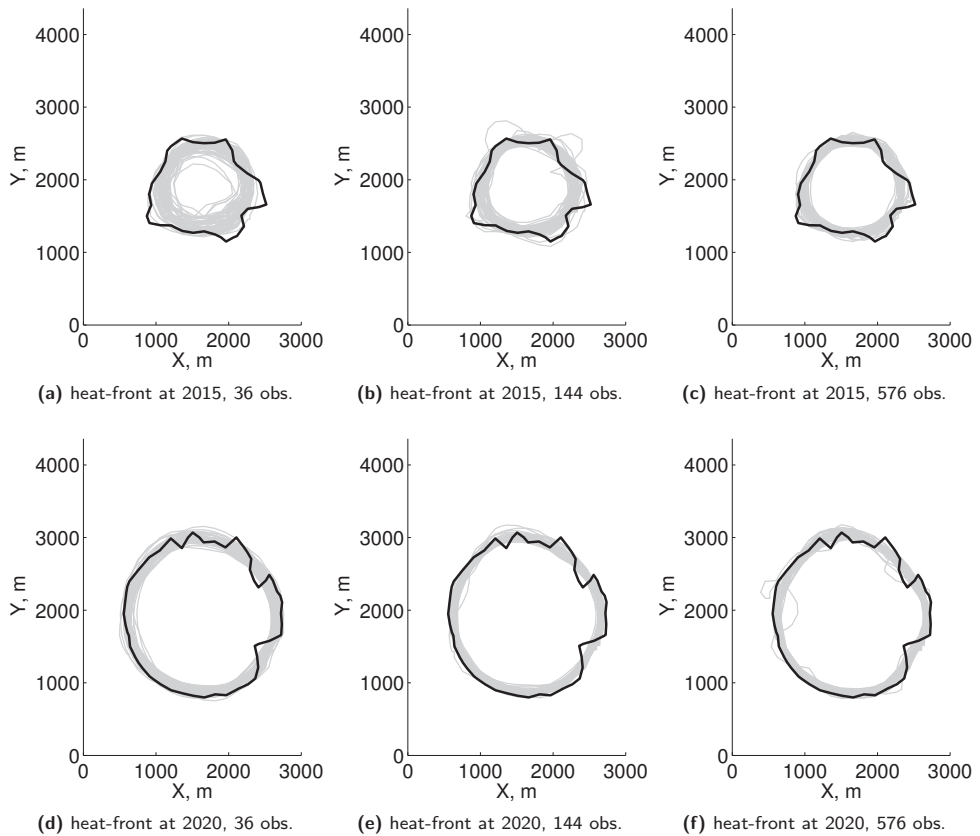 4000
3000
2000
1000
0
Y, m
0 1000 2000 3000
X, m
(a) heat-front at 2015, 36 obs.
4000
3000
2000
1000
0
Y, m
0 1000 2000 3000
X, m
(b) heat-front at 2015, 144 obs.
4000
3000
2000
1000
0
Y, m
0 1000 2000 3000
X, m
(c) heat-front at 2015, 576 obs.
4000
3000
2000
1000
0
Y, m
0 1000 2000 3000
X, m
(d) heat-front at 2020, 36 obs.
4000
3000
2000
1000
0
Y, m
0 1000 2000 3000
X, m
(e) heat-front at 2020, 144 obs.
4000
3000
2000
1000
0
Y, m
0 1000 2000 3000
X, m
(f) heat-front at 2020, 576 obs.